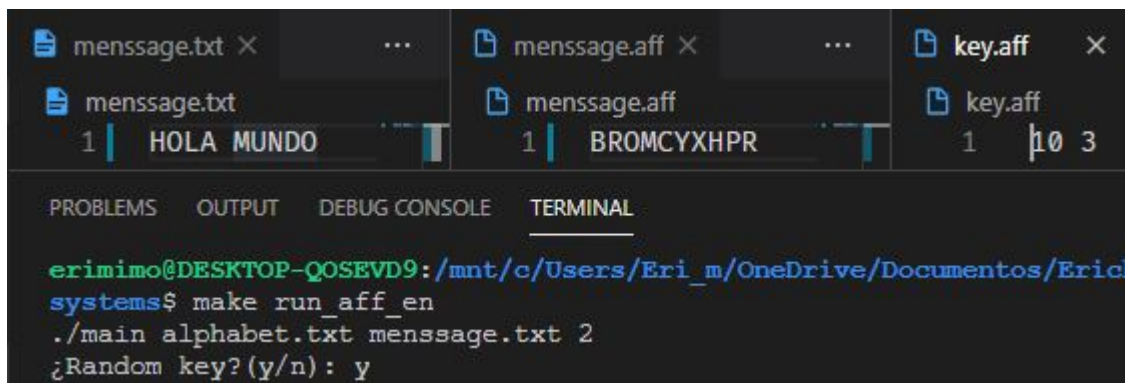 menssage.txt × ... menssage.aff × ... key.aff ×
menssage.txt menssage.aff key.aff
1 HOLA MUNDO 1 BROMCYXHPR 1 10 3
PROBLEMS OUTPUT DEBUG CONSOLE TERMINAL
erimimo@DESKTOP-QOSEVD9:/mnt/c/Users/Eri_m/OneDrive/Documentos/Eric
systems$ make run_aff_en
./main alphabet.txt menssage.txt 2
¿Random key?(y/n): y